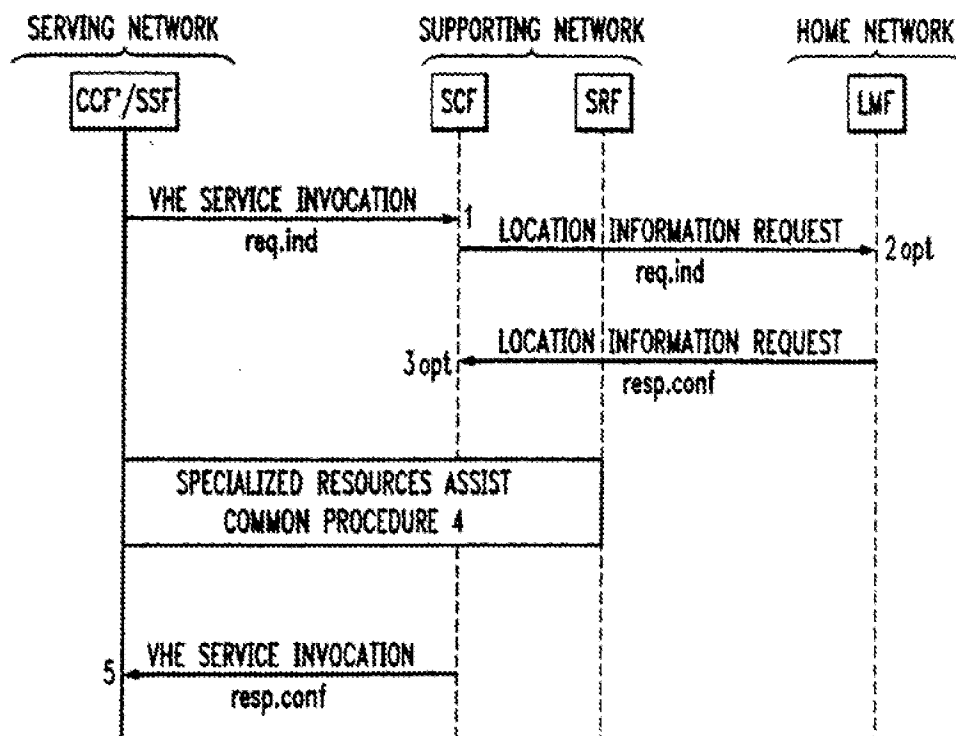 SERVING NETWORK
SUPPORTING NETWORK
HOME NETWORK
CCF'/SSF
SCF
SRF
LMF
VHE SERVICE INVOCATION
req.ind
1
LOCATION INFORMATION REQUEST
req.ind
2 opt
LOCATION INFORMATION REQUEST
resp.conf
3 opt
SPECIALIZED RESOURCES ASSIST
COMMON PROCEDURE 4
VHE SERVICE INVOCATION
resp.conf
5